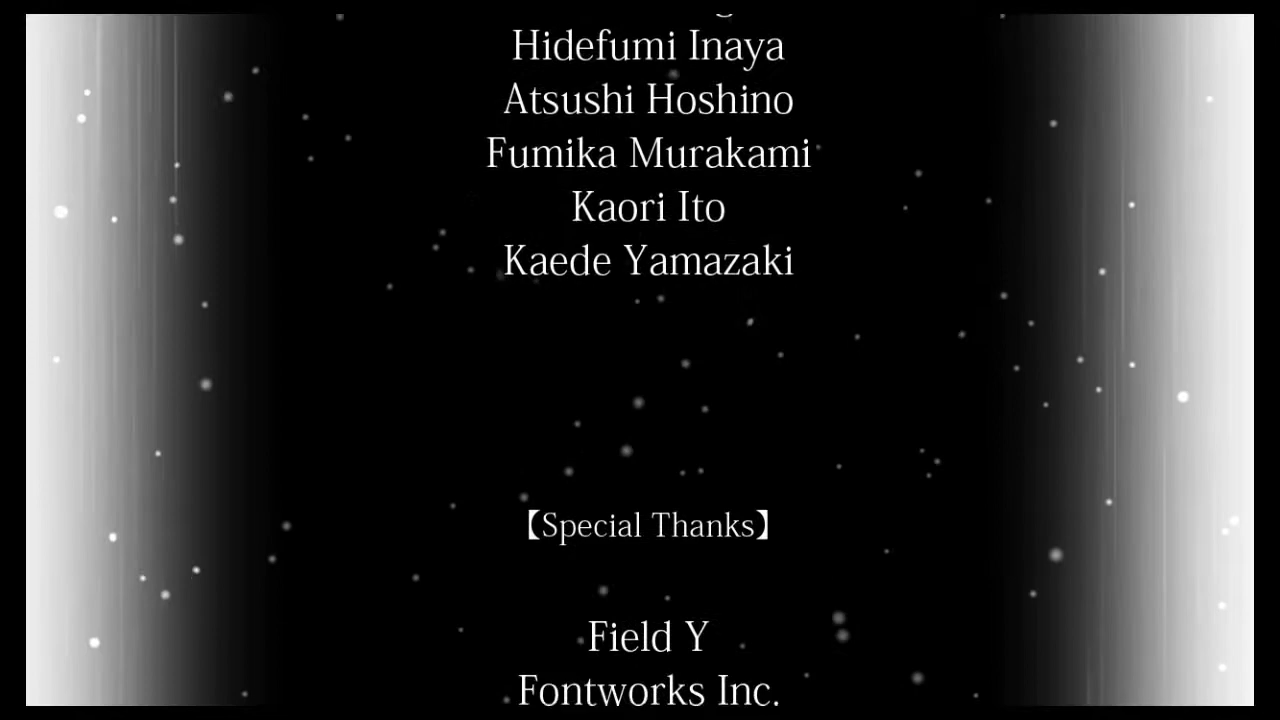 Hidefumi Inaya
Atsushi Hoshino
Fumika Murakami
Kaori Ito
Kaede Yamazaki
【Special Thanks】
Field Y
Fontworks Inc.